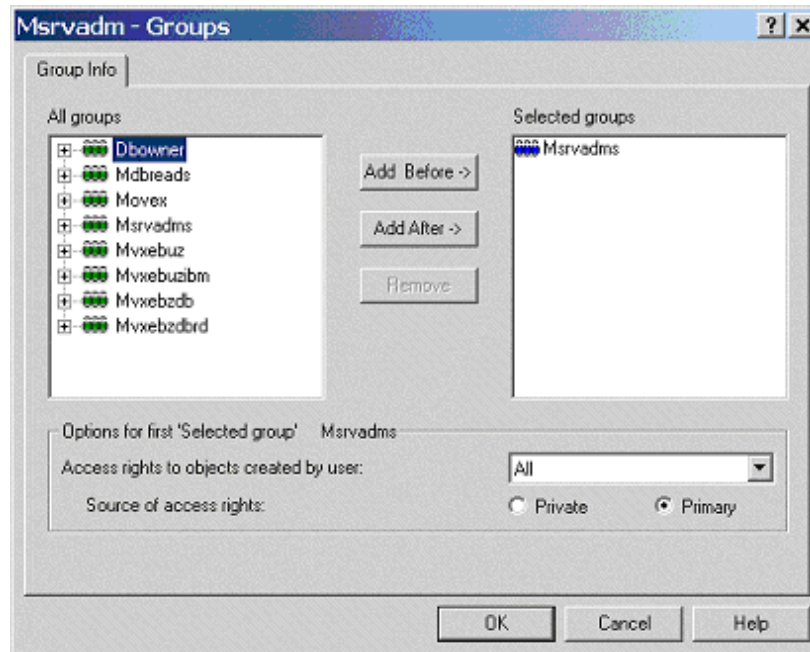 Msrvadm - Groups
Group Info
All groups
Dbowner
Mdbreads
Movex
Msrvadms
Mvxebuz
Mvxebuzibm
Mvxebzdb
Mvxebzdbrd
Add Before ->
Add After ->
Remove
Selected groups
Msrvadms
Options for first 'Selected group' Msrvadms
Access rights to objects created by user: All
Source of access rights: Private Primary
OK Cancel Help